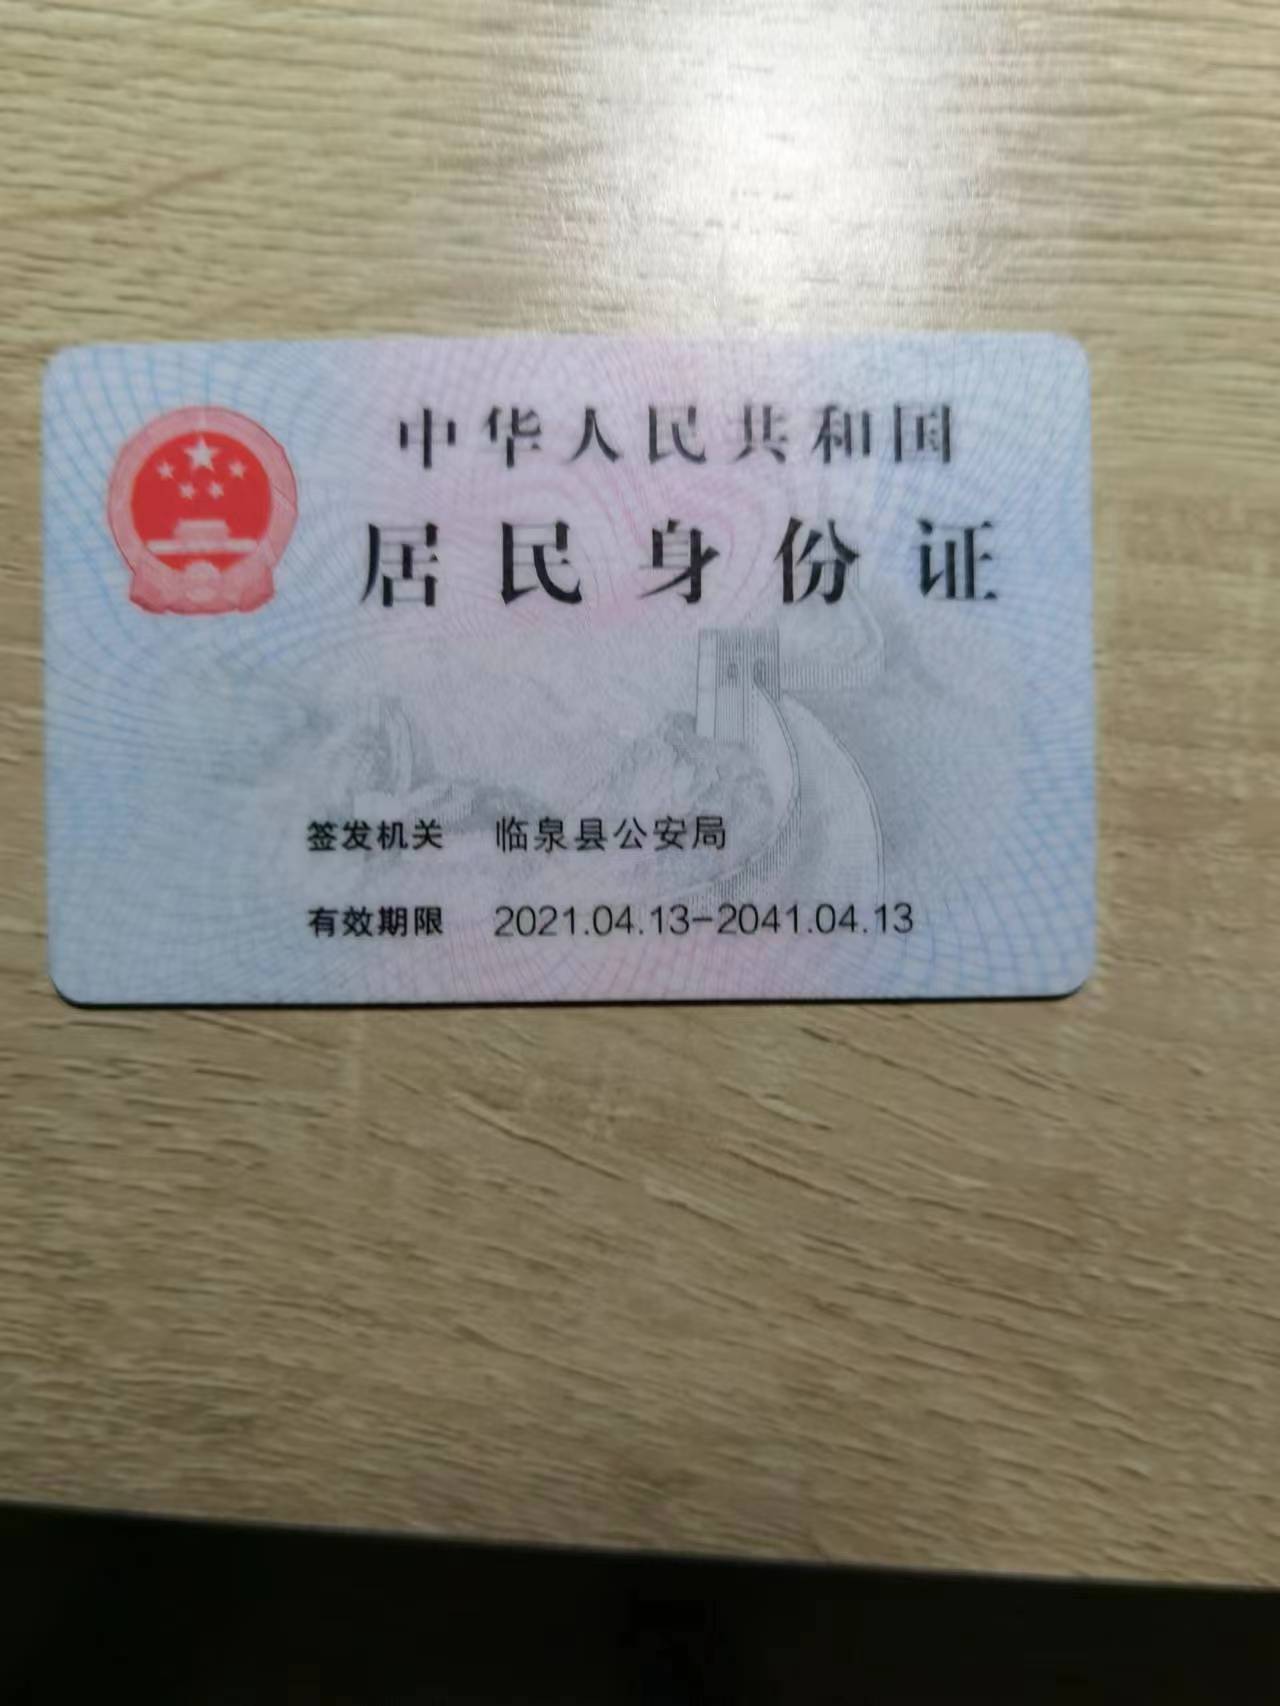 中华人民共和国
居民身份证
签发机关 临泉县公安局
有效期限 2021.04.13-2041.04.13